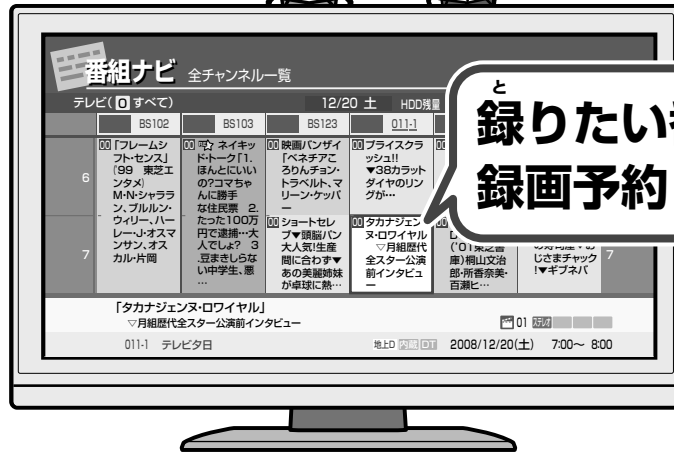 番組ナビ 全チャンネル一覧
テレビ( 0 すべて) 12/20 土 HDD残量
BS102 BS103 BS123 011-1
6
00「フレームシ
フト・センス」
('99 東芝エ
ンタメ)
M・N・シャララ
ン、ブルルン・
ウィリー、ハー
レー・J・オスマ
ンサン、オス
カル・片岡
00 ネイキッ
ド・トーク「1.
ほんとにいい
の?コマちゃ
んに勝手
な住民票 2.
たった100万
円で逮捕…大
人でしょ? 3
.豆まきしらな
い中学生、悪
…
00 映画バンザイ
「ベネチアこ
ろりんチョン・
トラベルト、マ
リーン・ケッパ
ー
00 ショートセレ
ブ▼頭脳パン
大人気!生産
間に合わず▼
あの美麗姉妹
が卓球に熱…
00 プライスクラ
ッシュ!!
▼38カラット
ダイヤのリン
グが…
00 タカナジェン
ヌ・ロワイヤル
▽月組歴代
全スター公演
前インタビュ
ー
('01東芝書
庫)桐山文治
郎・所香奈美・
百瀬ヒ…
じさまチャック
!▼ギブネバ
7
7
と
録りたい
録画予約
「タカナジェンヌ・ロワイヤル」
▽月組歴代全スター公演前インタビュー 01 ステレオ
011-1 テレビ夕日 地上D 内蔵 DT 2008/12/20(土) 7:00〜 8:00